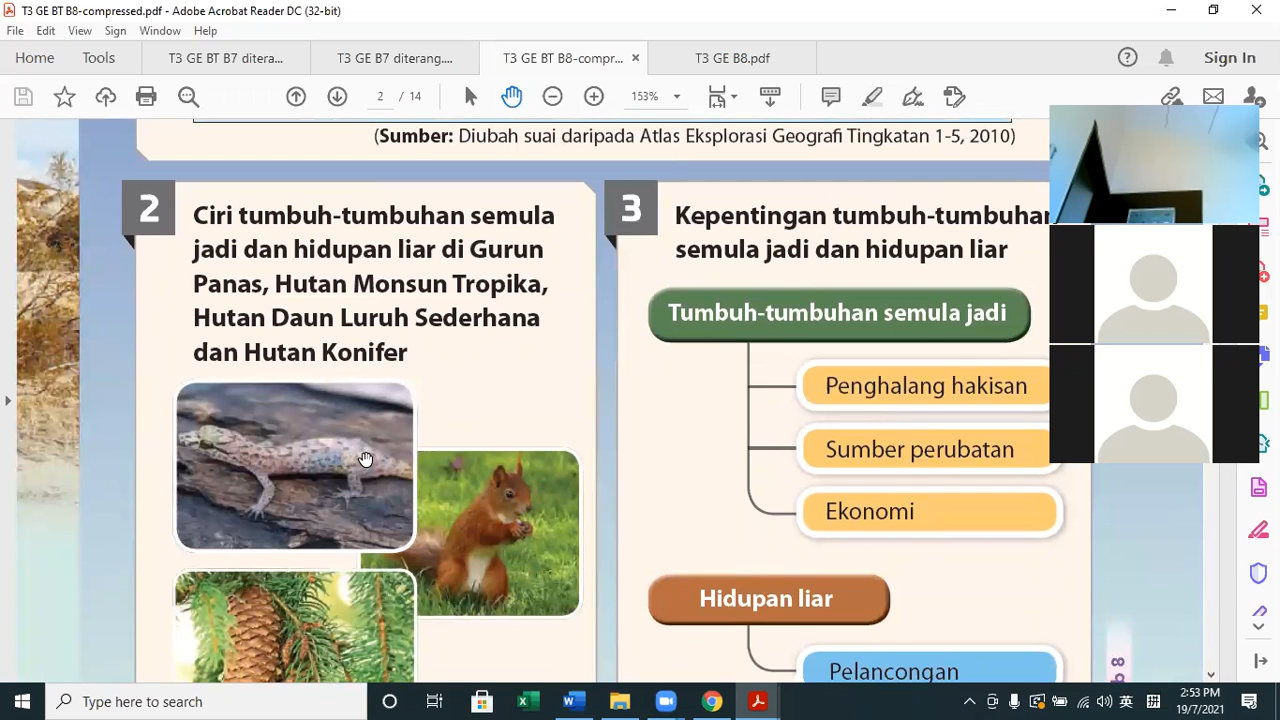 T3 GE BT B8-compressed.pdf - Adobe Acrobat Reader DC (32-bit)
File Edit View Sign Window Help
Home Tools T3 GE BT B7 ditera... T3 GE B7 diterang.... T3 GE BT B8-compr... T3 GE B8.pdf Sign In
2 / 14 153%
(Sumber: Diubah suai daripada Atlas Eksplorasi Geografi Tingkatan 1-5, 2010)
2
Ciri tumbuh-tumbuhan semula
jadi dan hidupan liar di Gurun
Panas, Hutan Monsun Tropika,
Hutan Daun Luruh Sederhana
dan Hutan Konifer
3
Kepentingan tumbuh-tumbuhan
semula jadi dan hidupan liar
Tumbuh-tumbuhan semula jadi
Penghalang hakisan
Sumber perubatan
Ekonomi
Hidupan liar
Pelancongan
8
Type here to search
英
2:53 PM
19/7/2021